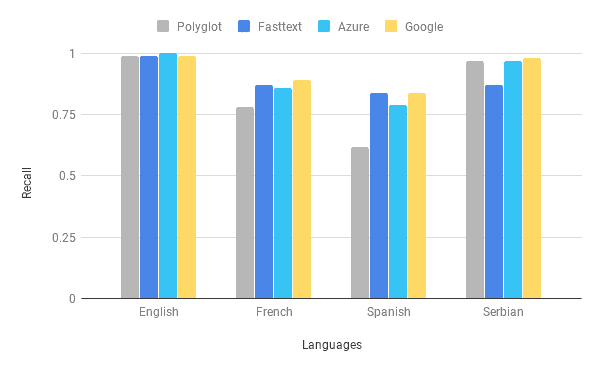 Polyglot Fasttext Azure Google
1
0.75
0.5
0.25
0
Recall
English French Spanish Serbian
Languages